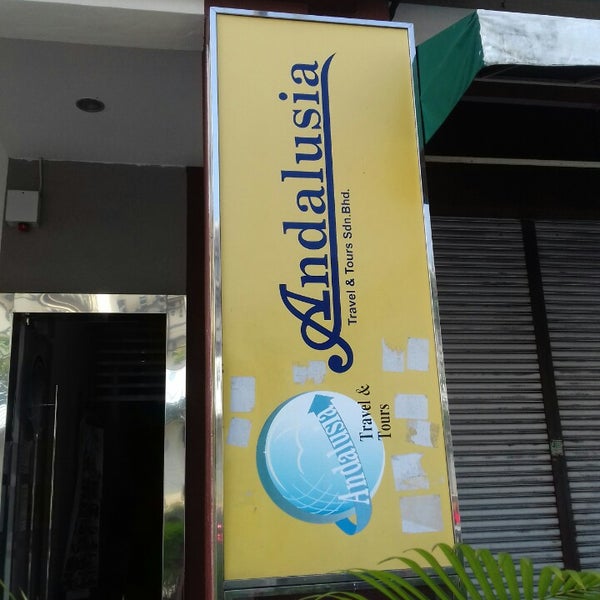 Andalusia
Travel & Tours Sdn.Bhd.
Andalusia
Travel &
Tours